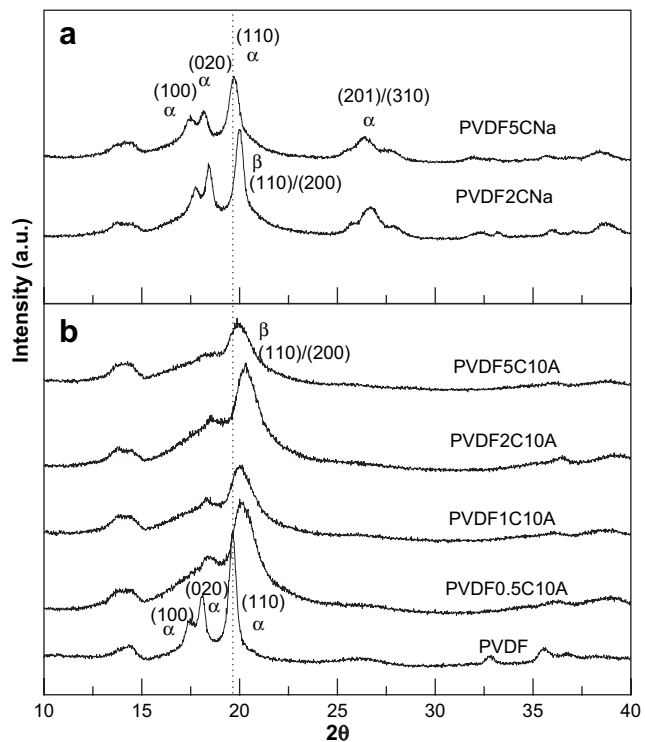 a
(110)
α
(020)
α
(100)
α
(201)/(310)
α
PVDF5CNa
β
(110)/(200)
PVDF2CNa
Intensity (a.u.)
b
β
(110)/(200)
PVDF5C10A
PVDF2C10A
PVDF1C10A
PVDF0.5C10A
(020)
α
(100)
α
(110)
α
PVDF
10 15 20 25 30 35 40
2θ